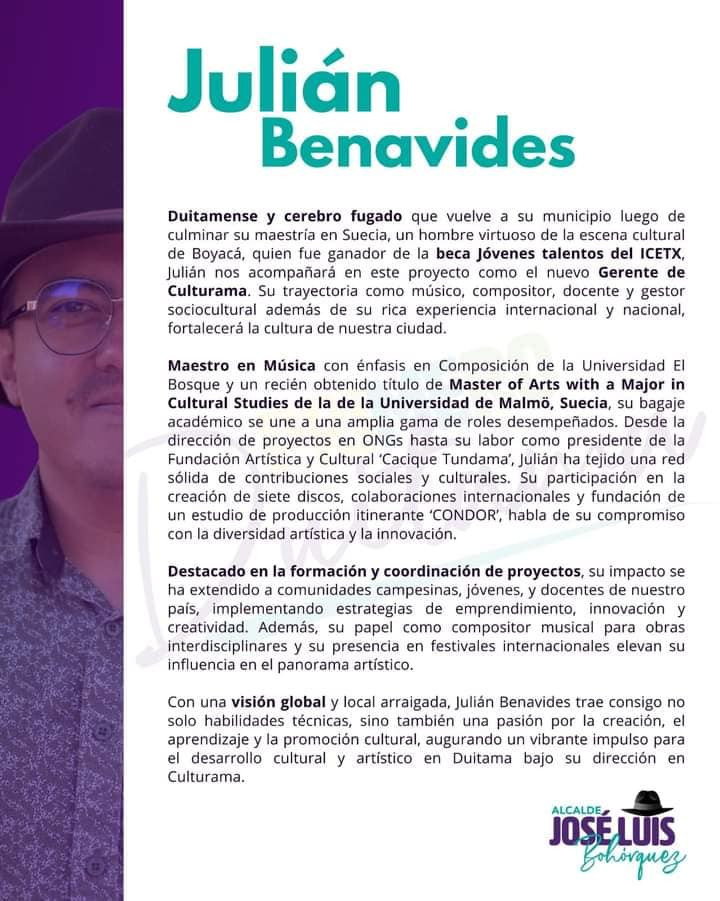 Julián
Benavides
Duitamense y cerebro fugado que vuelve a su municipio luego de
culminar su maestría en Suecia, un hombre virtuoso de la escena cultural
de Boyacá, quien fue ganador de la beca Jóvenes talentos del ICETX,
Julián nos acompañará en este proyecto como el nuevo Gerente de
Culturama. Su trayectoria como músico, compositor, docente y gestor
sociocultural además de su rica experiencia internacional y nacional,
fortalecerá la cultura de nuestra ciudad.
Maestro en Música con énfasis en Composición de la Universidad El
Bosque y un recién obtenido título de Master of Arts with a Major in
Cultural Studies de la de la Universidad de Malmö, Suecia, su bagaje
académico se une a una amplia gama de roles desempeñados. Desde la
dirección de proyectos en ONGs hasta su labor como presidente de la
Fundación Artística y Cultural ‘Cacique Tundama’, Julián ha tejido una red
sólida de contribuciones sociales y culturales. Su participación en la
creación de siete discos, colaboraciones internacionales y fundación de
un estudio de producción itinerante ‘CONDOR’, habla de su compromiso
con la diversidad artística y la innovación.
Destacado en la formación y coordinación de proyectos, su impacto se
ha extendido a comunidades campesinas, jóvenes, y docentes de nuestro
país, implementando estrategias de emprendimiento, innovación y
creatividad. Además, su papel como compositor musical para obras
interdisciplinares y su presencia en festivales internacionales elevan su
influencia en el panorama artístico.
Con una visión global y local arraigada, Julián Benavides trae consigo no
solo habilidades técnicas, sino también una pasión por la creación, el
aprendizaje y la promoción cultural, augurando un vibrante impulso para
el desarrollo cultural y artístico en Duitama bajo su dirección en
Culturama.
ALCALDE
JOSÉ LUIS
Bohórquez